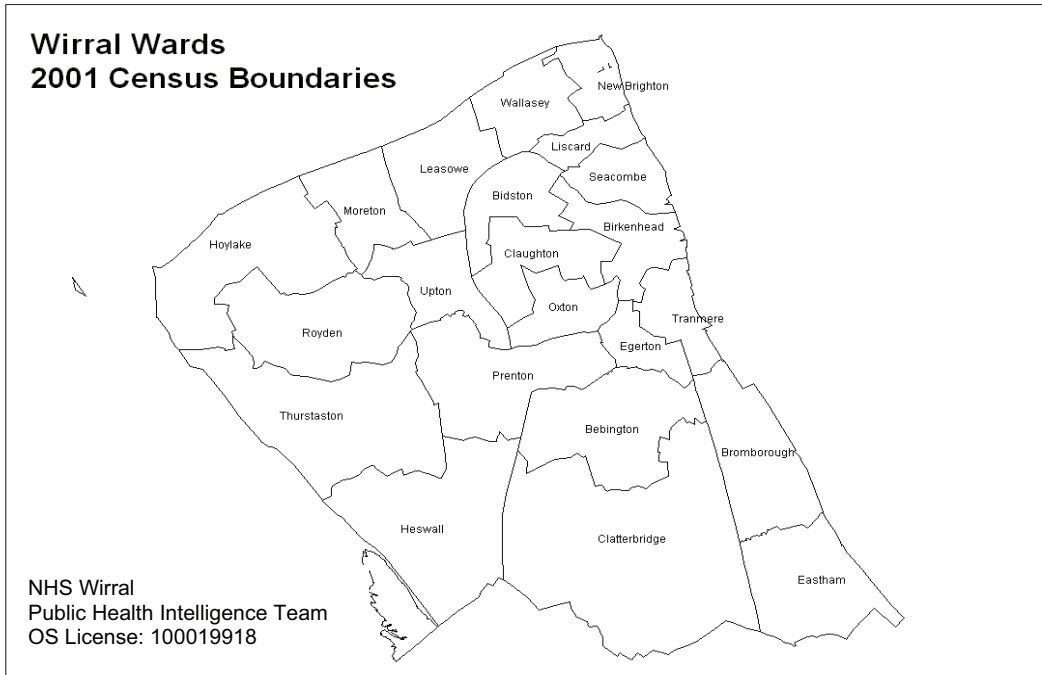 Wirral Wards
2001 Census Boundaries
New Brighton
Wallasey
Liscard
Leasowe
Seacombe
Bidston
Moreton
Birkenhead
Hoylake
Claughton
Upton
Oxton
Tranmere
Royden
Egerton
Prenton
Thurstaston
Bebington
Bromborough
Heswall
Clatterbridge
Eastham
NHS Wirral
Public Health Intelligence Team
OS License: 100019918